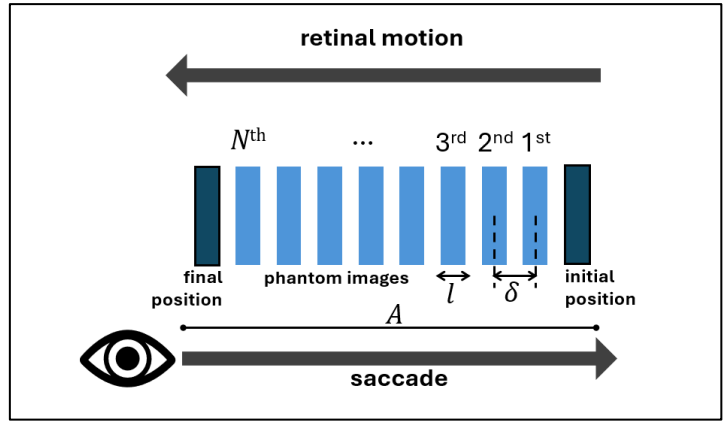 retinal motion
Nth ... 3rd 2nd 1st
final position
phantom images
l
δ
initial position
A
saccade